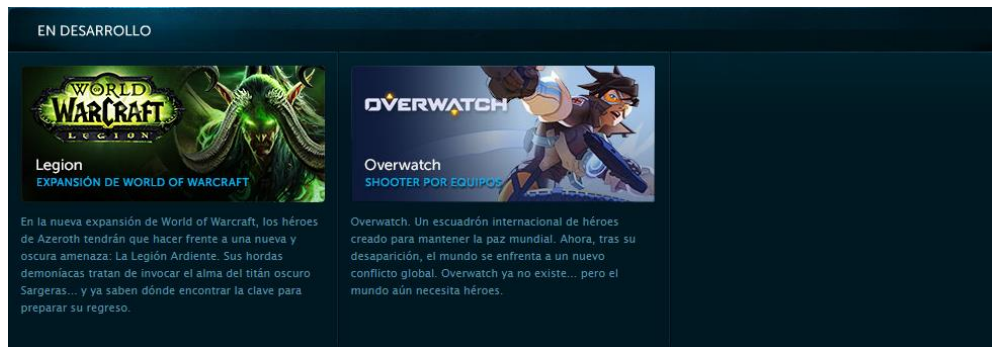 EN DESARROLLO
WORLD
WARCRAFT
LEGION
Legion
EXPANSIÓN DE WORLD OF WARCRAFT
En la nueva expansión de World of Warcraft, los héroes
de Azeroth tendrán que hacer frente a una nueva y
oscura amenaza: La Legión Ardiente. Sus hordas
demoníacas tratan de invocar el alma del titán oscuro
Sargeras... y ya saben dónde encontrar la clave para
preparar su regreso.
OVERWATCH
Overwatch
SHOOTER POR EQUIPOS
Overwatch. Un escuadrón internacional de héroes
creado para mantener la paz mundial. Ahora, tras su
desaparición, el mundo se enfrenta a un nuevo
conflicto global. Overwatch ya no existe... pero el
mundo aún necesita héroes.